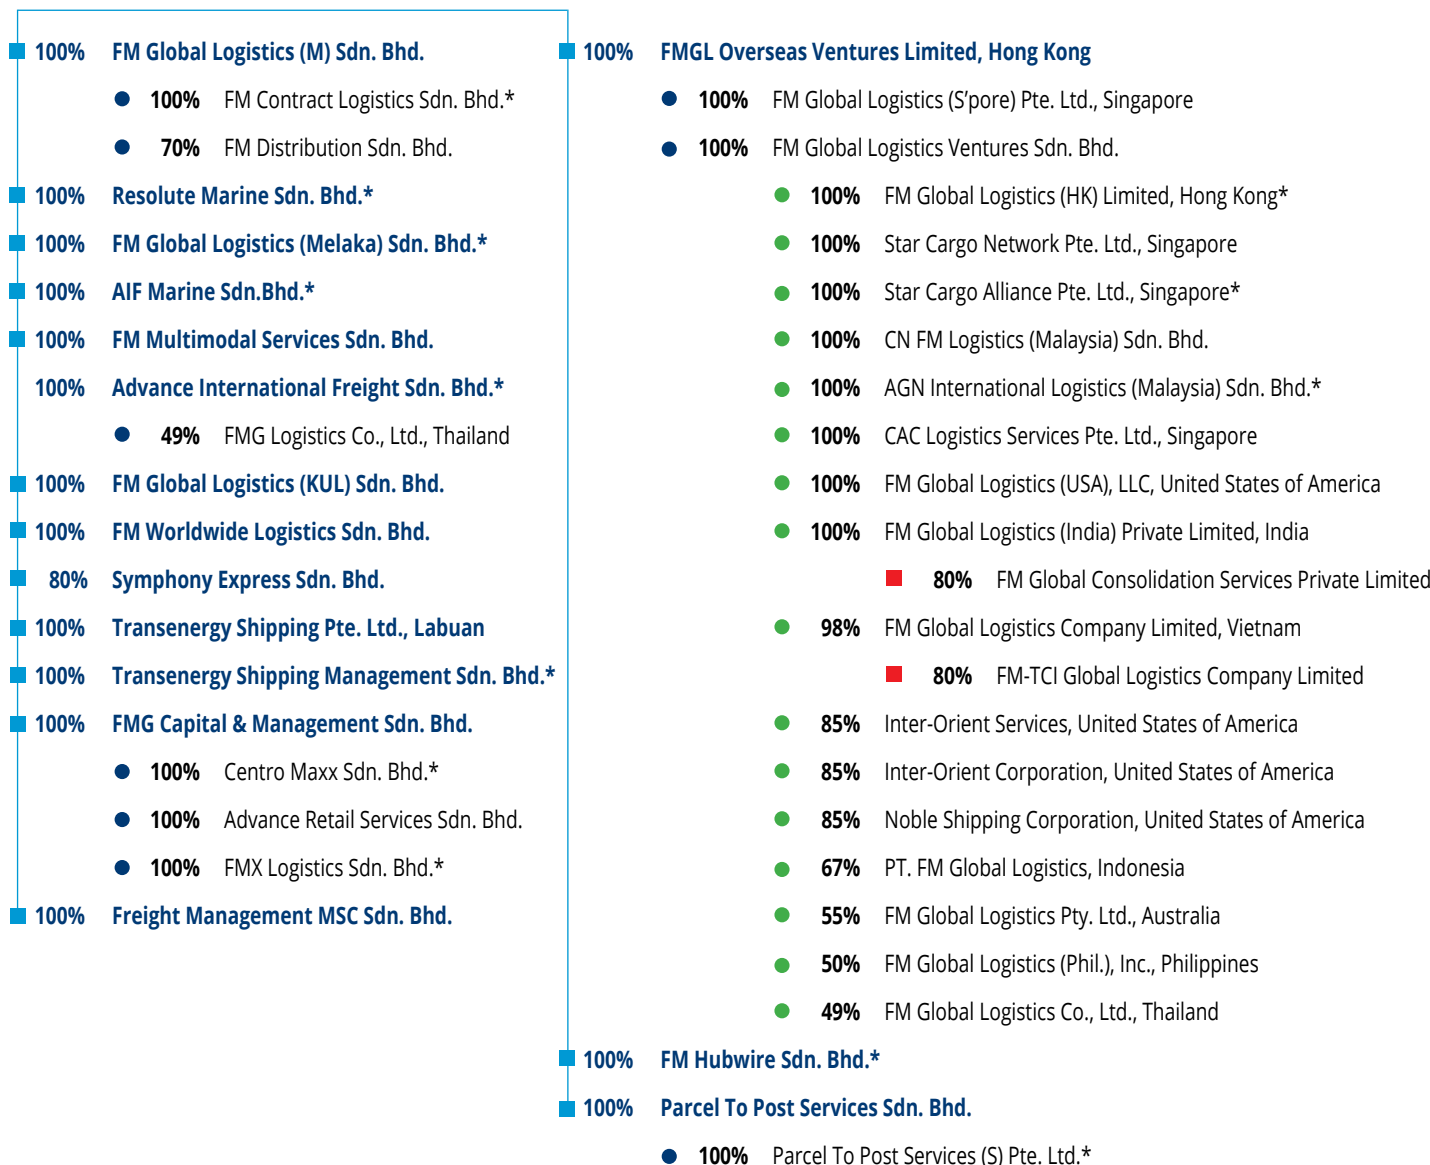 100% FM Global Logistics (M) Sdn. Bhd.
100% FM Contract Logistics Sdn. Bhd.*
70% FM Distribution Sdn. Bhd.
100% Resolute Marine Sdn. Bhd.*
100% FM Global Logistics (Melaka) Sdn. Bhd.*
100% AIF Marine Sdn.Bhd.*
100% FM Multimodal Services Sdn. Bhd.
100% Advance International Freight Sdn. Bhd.*
49% FMG Logistics Co., Ltd., Thailand
100% FM Global Logistics (KUL) Sdn. Bhd.
100% FM Worldwide Logistics Sdn. Bhd.
80% Symphony Express Sdn. Bhd.
100% Transenergy Shipping Pte. Ltd., Labuan
100% Transenergy Shipping Management Sdn. Bhd.*
100% FMG Capital & Management Sdn. Bhd.
100% Centro Maxx Sdn. Bhd.*
100% Advance Retail Services Sdn. Bhd.
100% FMX Logistics Sdn. Bhd.*
100% Freight Management MSC Sdn. Bhd.
100% FMGL Overseas Ventures Limited, Hong Kong
100% FM Global Logistics (S’pore) Pte. Ltd., Singapore
100% FM Global Logistics Ventures Sdn. Bhd.
100% FM Global Logistics (HK) Limited, Hong Kong*
100% Star Cargo Network Pte. Ltd., Singapore
100% Star Cargo Alliance Pte. Ltd., Singapore*
100% CN FM Logistics (Malaysia) Sdn. Bhd.
100% AGN International Logistics (Malaysia) Sdn. Bhd.*
100% CAC Logistics Services Pte. Ltd., Singapore
100% FM Global Logistics (USA), LLC, United States of America
100% FM Global Logistics (India) Private Limited, India
80% FM Global Consolidation Services Private Limited
98% FM Global Logistics Company Limited, Vietnam
80% FM-TCI Global Logistics Company Limited
85% Inter-Orient Services, United States of America
85% Inter-Orient Corporation, United States of America
85% Noble Shipping Corporation, United States of America
67% PT. FM Global Logistics, Indonesia
55% FM Global Logistics Pty. Ltd., Australia
50% FM Global Logistics (Phil.), Inc., Philippines
49% FM Global Logistics Co., Ltd., Thailand
100% FM Hubwire Sdn. Bhd.*
100% Parcel To Post Services Sdn. Bhd.
100% Parcel To Post Services (S) Pte. Ltd.*